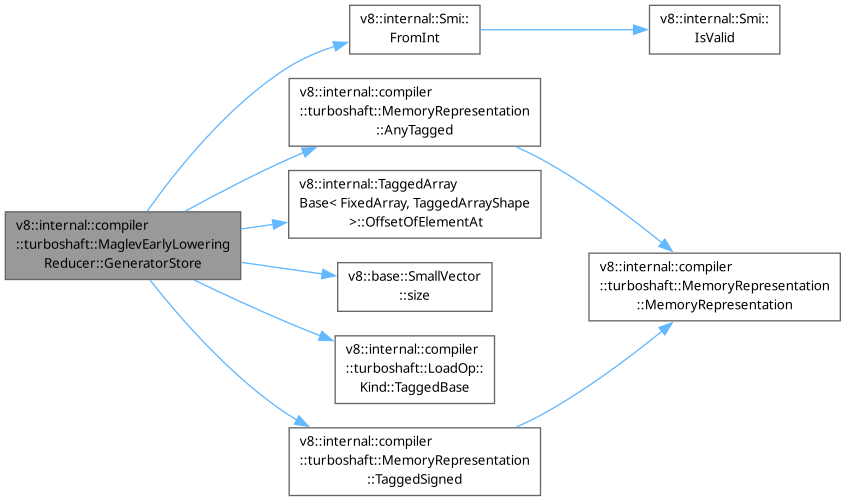 v8::internal::Smi::
FromInt
v8::internal::Smi::
IsValid
v8::internal::compiler
::turboshaft::MemoryRepresentation
::AnyTagged
v8::internal::TaggedArray
Base< FixedArray, TaggedArrayShape
>::OffsetOfElementAt
v8::internal::compiler
::turboshaft::MaglevEarlyLowering
Reducer::GeneratorStore
v8::base::SmallVector
::size
v8::internal::compiler
::turboshaft::MemoryRepresentation
::MemoryRepresentation
v8::internal::compiler
::turboshaft::LoadOp::
Kind::TaggedBase
v8::internal::compiler
::turboshaft::MemoryRepresentation
::TaggedSigned